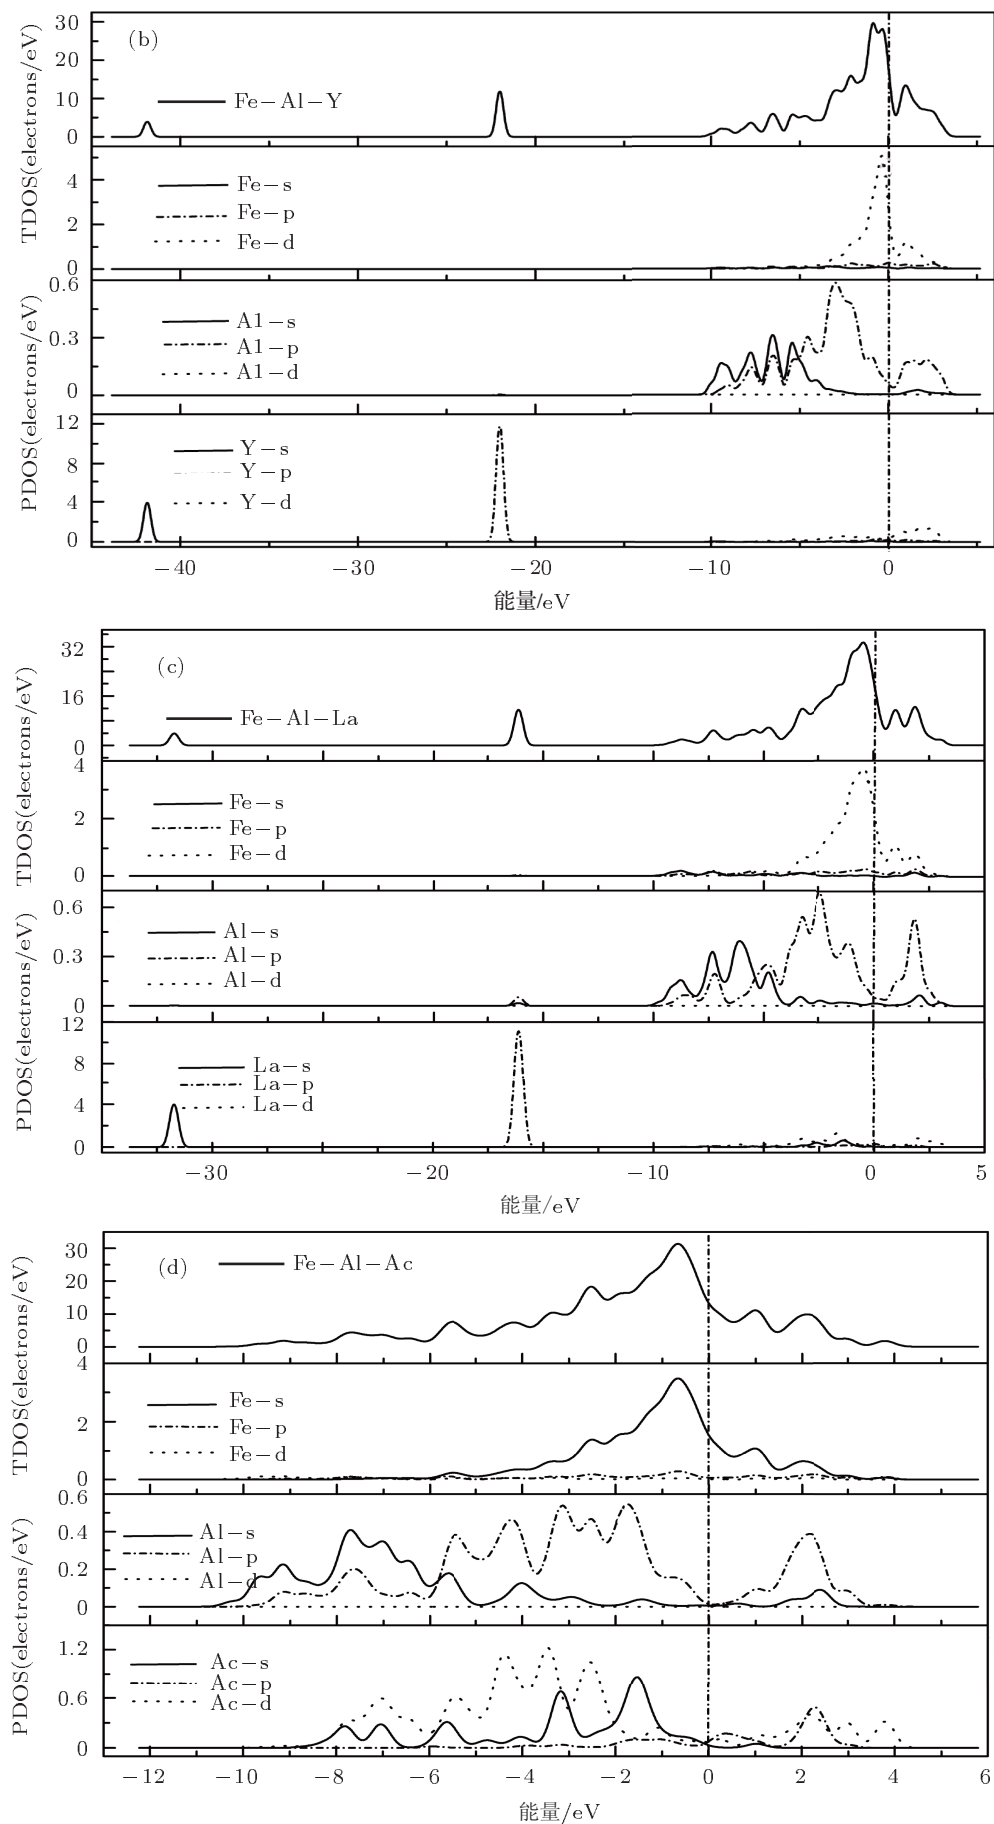 (b)
TDOS(electrons/eV)
30
20
10
0
Fe-Al-Y
4
2
0
Fe-s
Fe-p
Fe-d
PDOS(electrons/eV)
0.6
0.3
0
A1-s
A1-p
A1-d
12
8
4
0
Y-s
Y-p
Y-d
-40 -30 -20 -10 0
能量/eV
(c)
TDOS(electrons/eV)
32
16
0
Fe-Al-La
4
2
0
Fe-s
Fe-p
Fe-d
PDOS(electrons/eV)
0.6
0.3
0
Al-s
Al-p
Al-d
12
8
4
0
La-s
La-p
La-d
-30 -20 -10 0 5
能量/eV
(d)
TDOS(electrons/eV)
30
20
10
0
Fe-Al-Ac
4
2
0
Fe-s
Fe-p
Fe-d
PDOS(electrons/eV)
0.6
0.4
0.2
0
Al-s
Al-p
Al-d
1.2
0.6
0
Ac-s
Ac-p
Ac-d
-12 -10 -8 -6 -4 -2 0 2 4 6
能量/eV